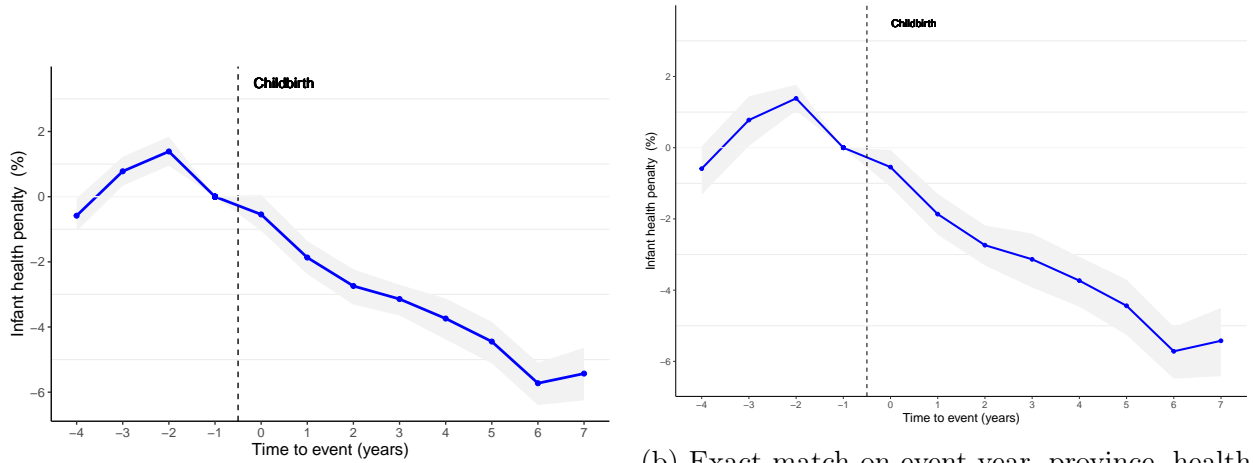 Childbirth
Infant health penalty (%)
2
0
−2
−4
−6
−4 −3 −2 −1 0 1 2 3 4 5 6 7
Time to event (years)
Childbirth
Infant health penalty (%)
2
0
−2
−4
−6
−4 −3 −2 −1 0 1 2 3 4 5 6 7
Time to event (years)
(b) Exact match on event year, province, health